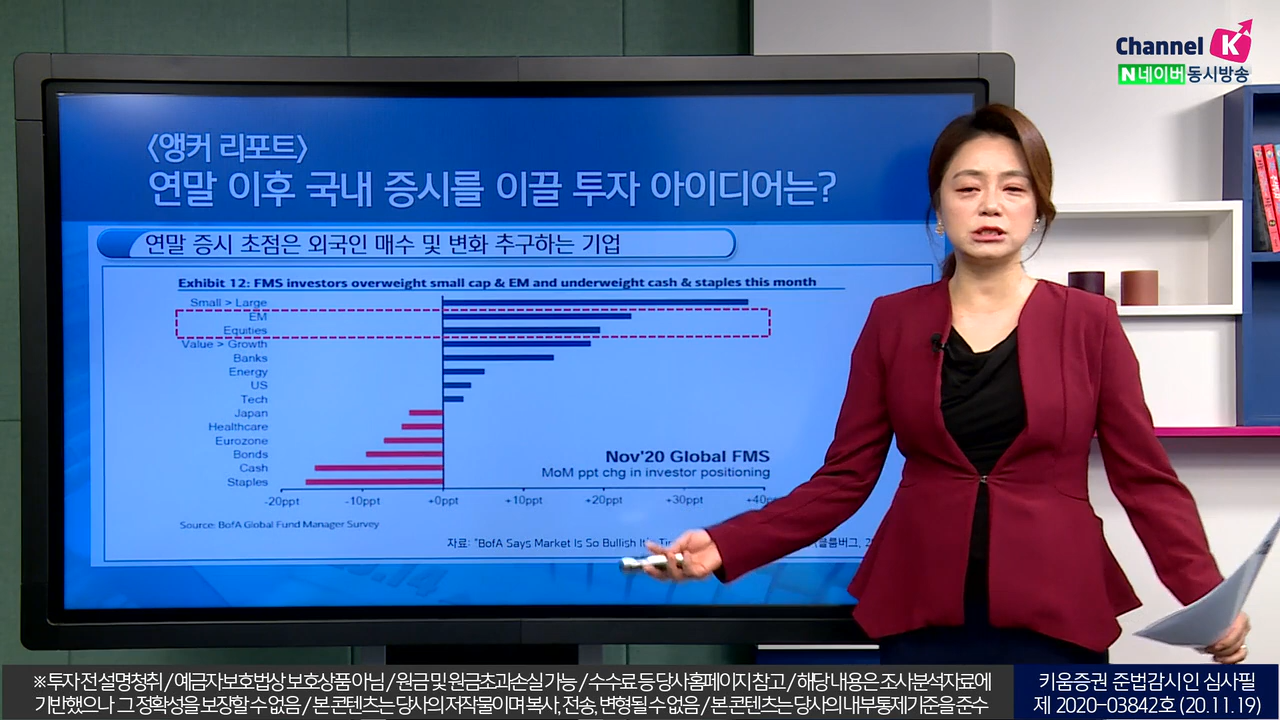 Channel K
N 네이버 동시방송
〈앵커 리포트〉
연말 이후 국내 증시를 이끌 투자 아이디어는?
연말 증시 초점은 외국인 매수 및 변화 추구하는 기업
Exhibit 12: FMS investors overweight small cap & EM and underweight cash & staples this month
Small > Large
EM
Equities
Value > Growth
Banks
Energy
US
Tech
Japan
Healthcare
Eurozone
Bonds
Cash
Staples
Nov'20 Global FMS
MoM ppt chg in investor positioning
-20ppt -10ppt +0ppt +10ppt +20ppt +30ppt +40pp
Source: BofA Global Fund Manager Survey
자료: "BofA Says Market Is So Bullish It's (블룸버그,
※ 투자 전 설명청취 / 예금자보호법상 보호상품 아님 / 원금 및 원금초과손실 가능 / 수수료 등 당사홈페이지 참고 / 해당 내용은 조사분석자료에
기반했으나 그 정확성을 보장할 수 없음 / 본 콘텐츠는 당사의 저작물이며 복사, 전송, 변형될 수 없음 / 본 콘텐츠는 당사의 내부통제기준을 준수
키움증권 준법감시인 심사필
제 2020-03842호 (20.11.19)